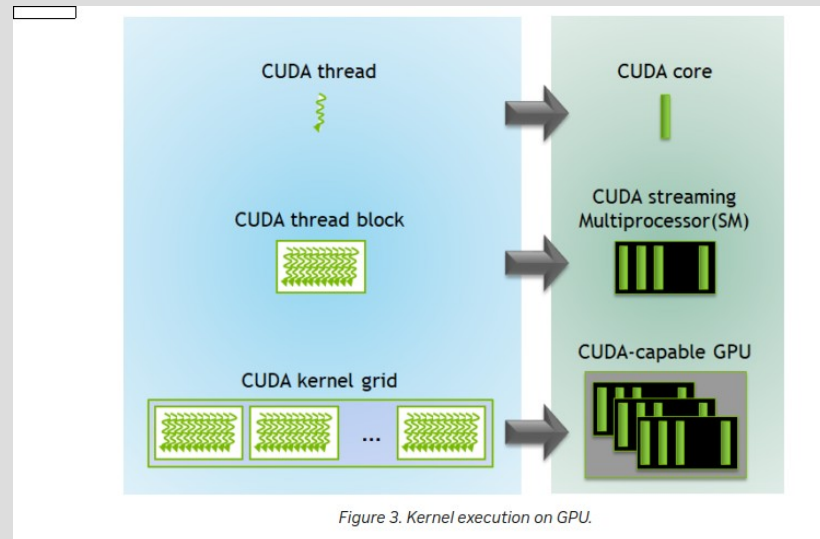 CUDA thread
CUDA core
CUDA thread block
CUDA streaming
Multiprocessor(SM)
CUDA kernel grid
...
CUDA-capable GPU
Figure 3. Kernel execution on GPU.